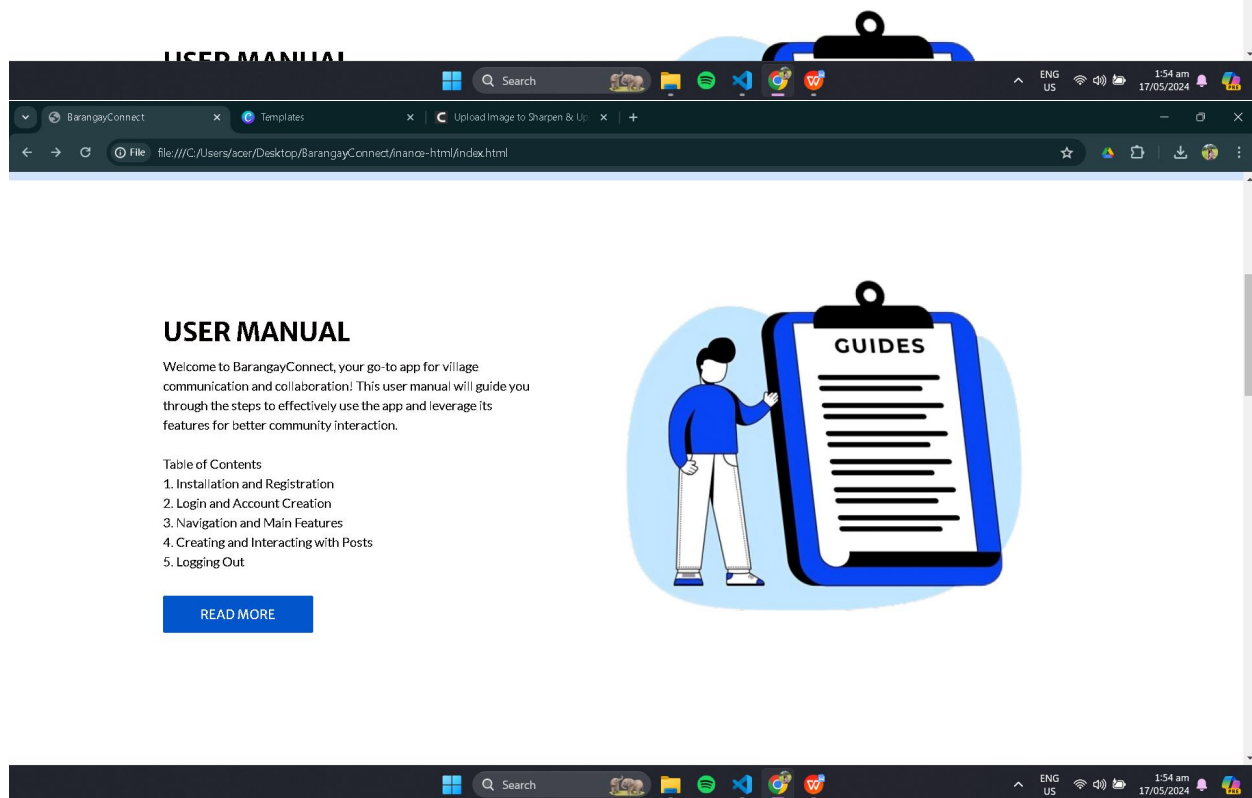 USER MANUAL
Search
ENG
US
1:54 am
17/05/2024
BarangayConnect
Templates
Upload Image to Sharpen & Up
File
file:///C:/Users/acer/Desktop/BarangayConnect/inance-html/index.html
USER MANUAL
Welcome to BarangayConnect, your go-to app for village
communication and collaboration! This user manual will guide you
through the steps to effectively use the app and leverage its
features for better community interaction.
Table of Contents
1. Installation and Registration
2. Login and Account Creation
3. Navigation and Main Features
4. Creating and Interacting with Posts
5. Logging Out
READ MORE
GUIDES
Search
ENG
US
1:54 am
17/05/2024